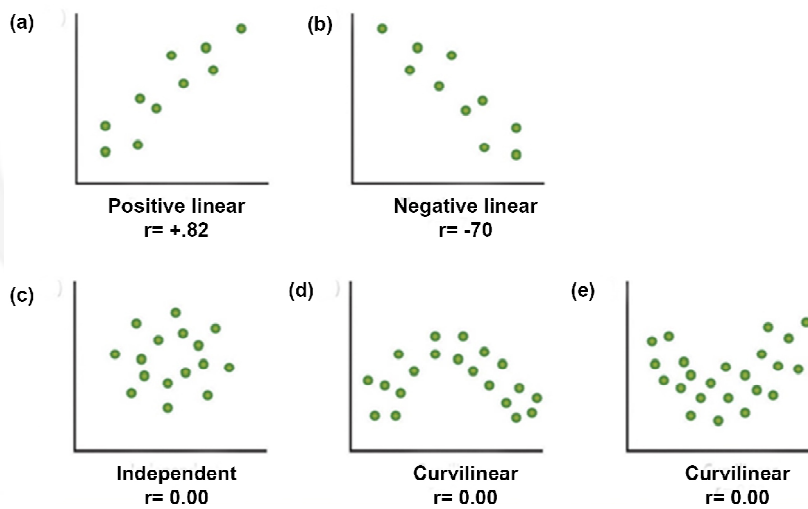 (a)
(b)
Positive linear
r= +.82
Negative linear
r= -70
(c)
(d)
(e)
Independent
r= 0.00
Curvilinear
r= 0.00
Curvilinear
r= 0.00